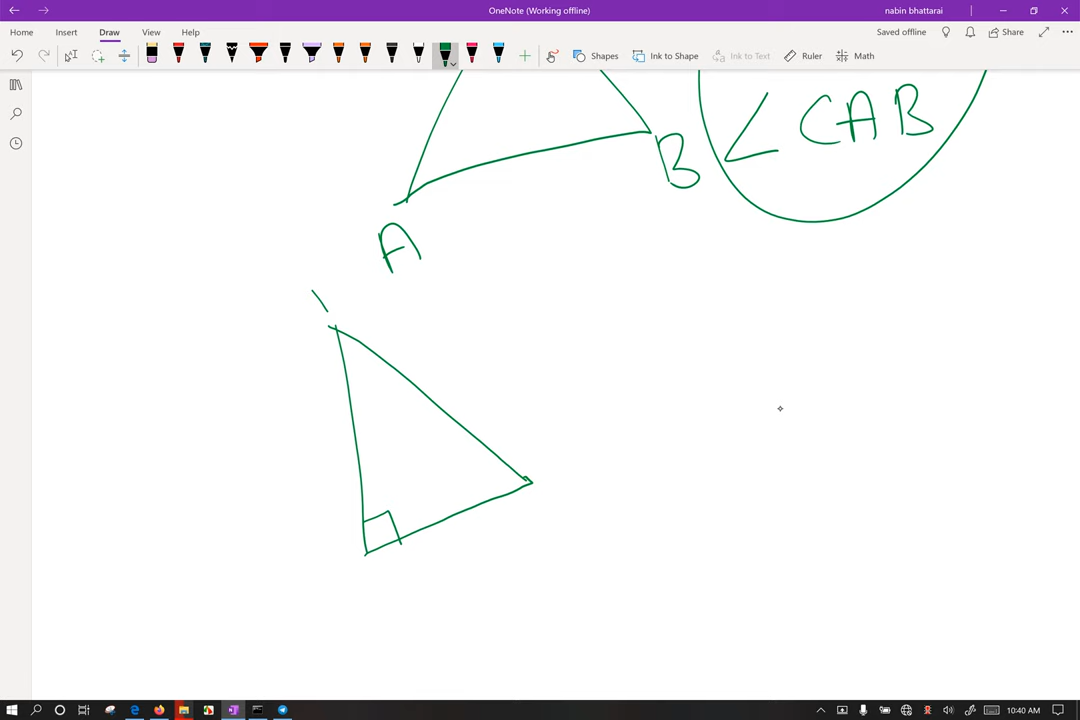 OneNote (Working offline)
nabin bhattarai
Home Insert Draw View Help
Saved offline
Share
Shapes Ink to Shape Ink to Text Ruler Math
< CAB
B
A
10:40 AM